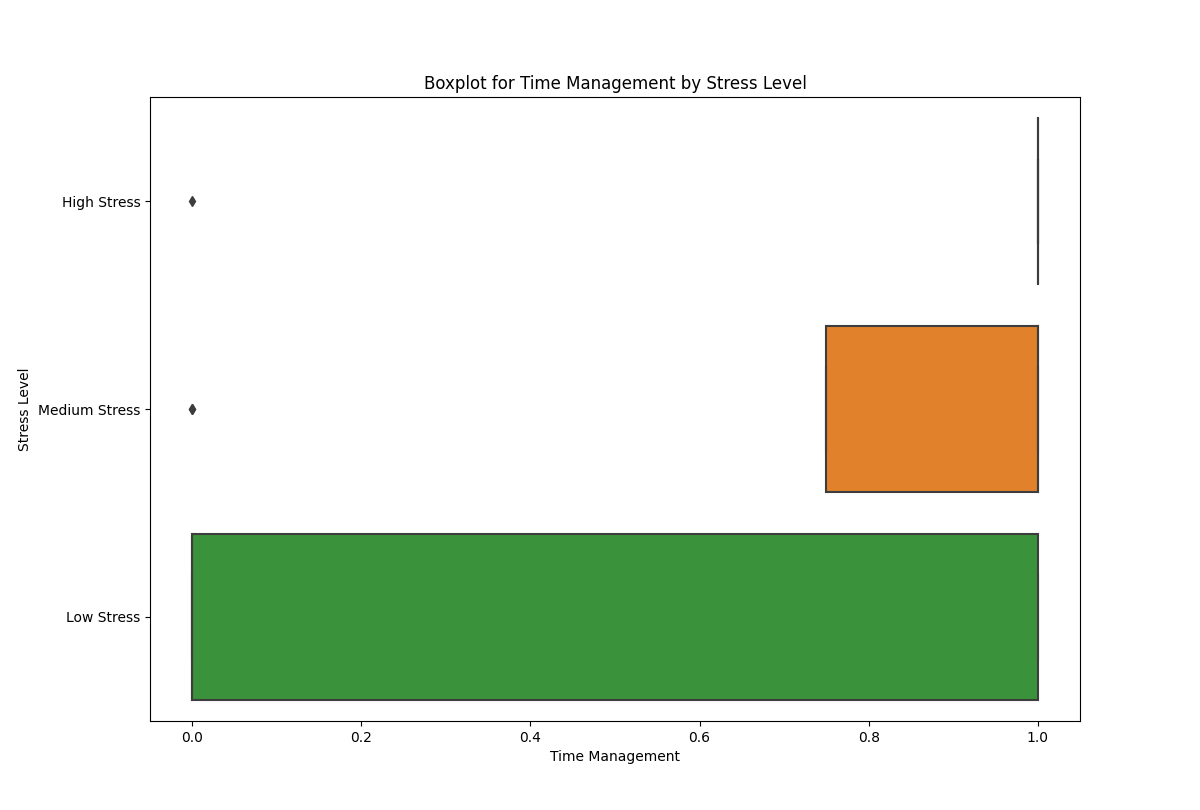 Boxplot for Time Management by Stress Level
High Stress
Medium Stress
Low Stress
Stress Level
0.0 0.2 0.4 0.6 0.8 1.0
Time Management